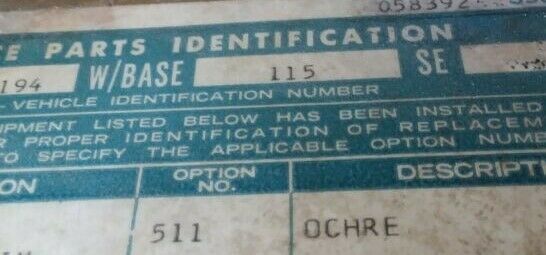 058392
CE PARTS IDENTIFICATION
194 W/BASE 115 SE
VEHICLE IDENTIFICATION NUMBER
UIPMENT LISTED BELOW HAS BEEN INSTALLED
R PROPER IDENTIFICATION OF REPLACEM
TO SPECIFY THE APPLICABLE OPTION NUMB
ON OPTION NO. DESCRIPTI
511 OCHRE